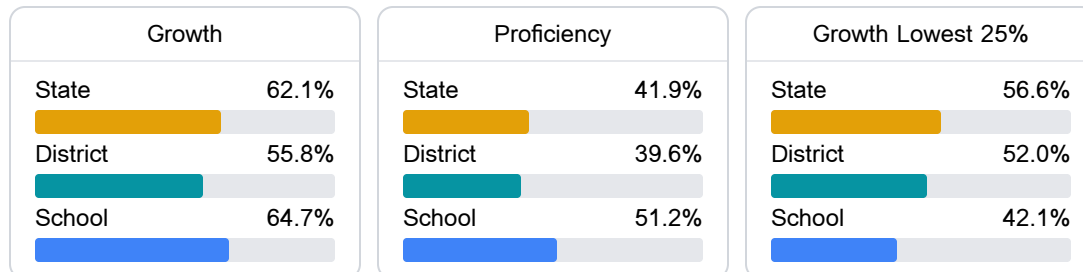 Growth
State 62.1%
District 55.8%
School 64.7%
Proficiency
State 41.9%
District 39.6%
School 51.2%
Growth Lowest 25%
State 56.6%
District 52.0%
School 42.1%